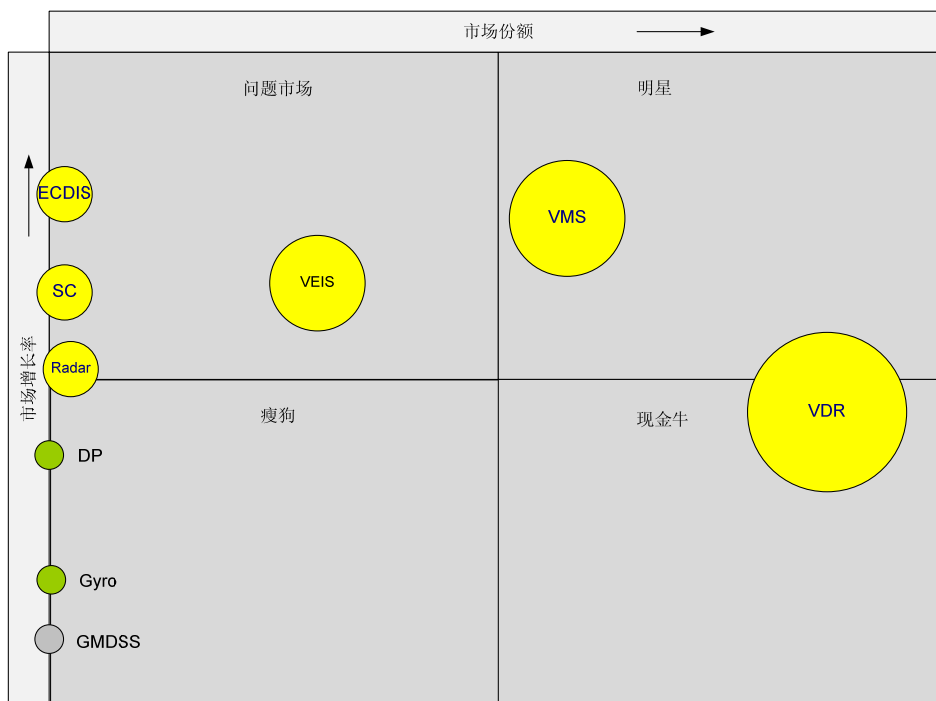 市场份额
问题市场
明星
ECDIS
VMS
VEIS
SC
市场增长率
Radar
瘦狗
现金牛
VDR
DP
Gyro
GMDSS